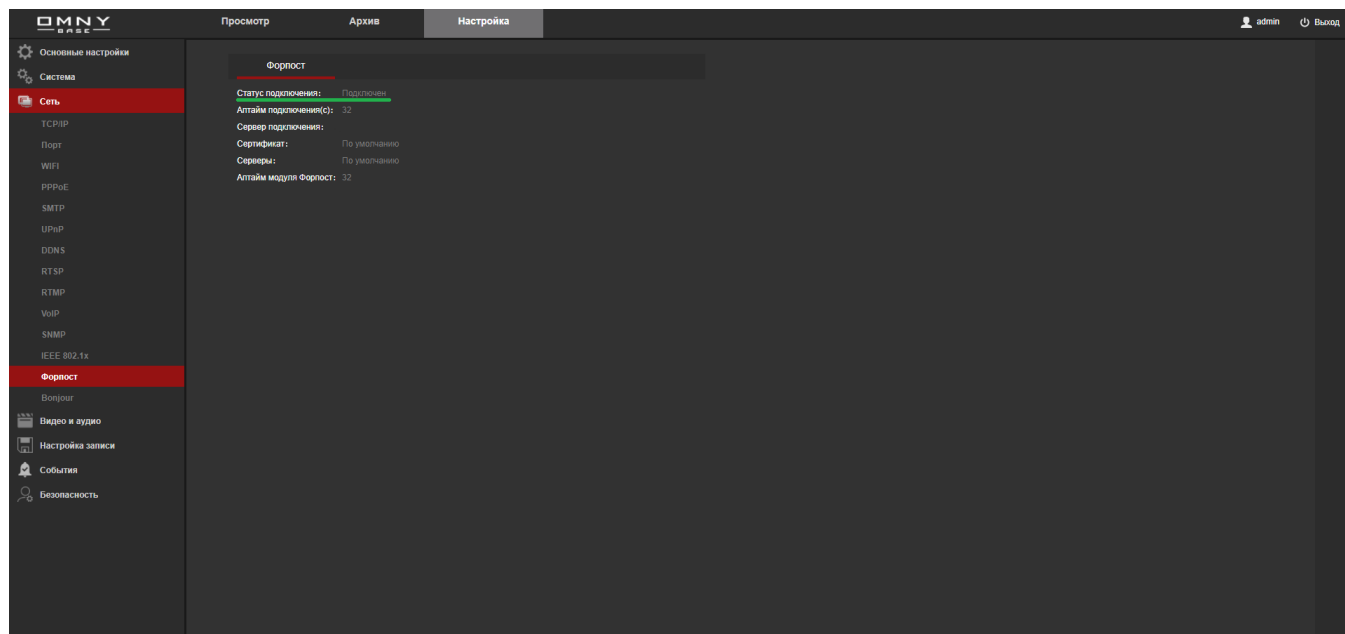 OMNY
BASE
Просмотр Архив Настройка admin Выход
Основные настройки
Система
Сеть
TCP/IP
Порт
WIFI
PPPoE
SMTP
UPnP
DDNS
RTSP
RTMP
VoIP
SNMP
IEEE 802.1x
Форпост
Bonjour
Видео и аудио
Настройка записи
События
Безопасность
Форпост
Статус подключения: Подключен
Аптайм подключения(с): 32
Сервер подключения:
Сертификат: По умолчанию
Серверы: По умолчанию
Аптайм модуля Форпост: 32